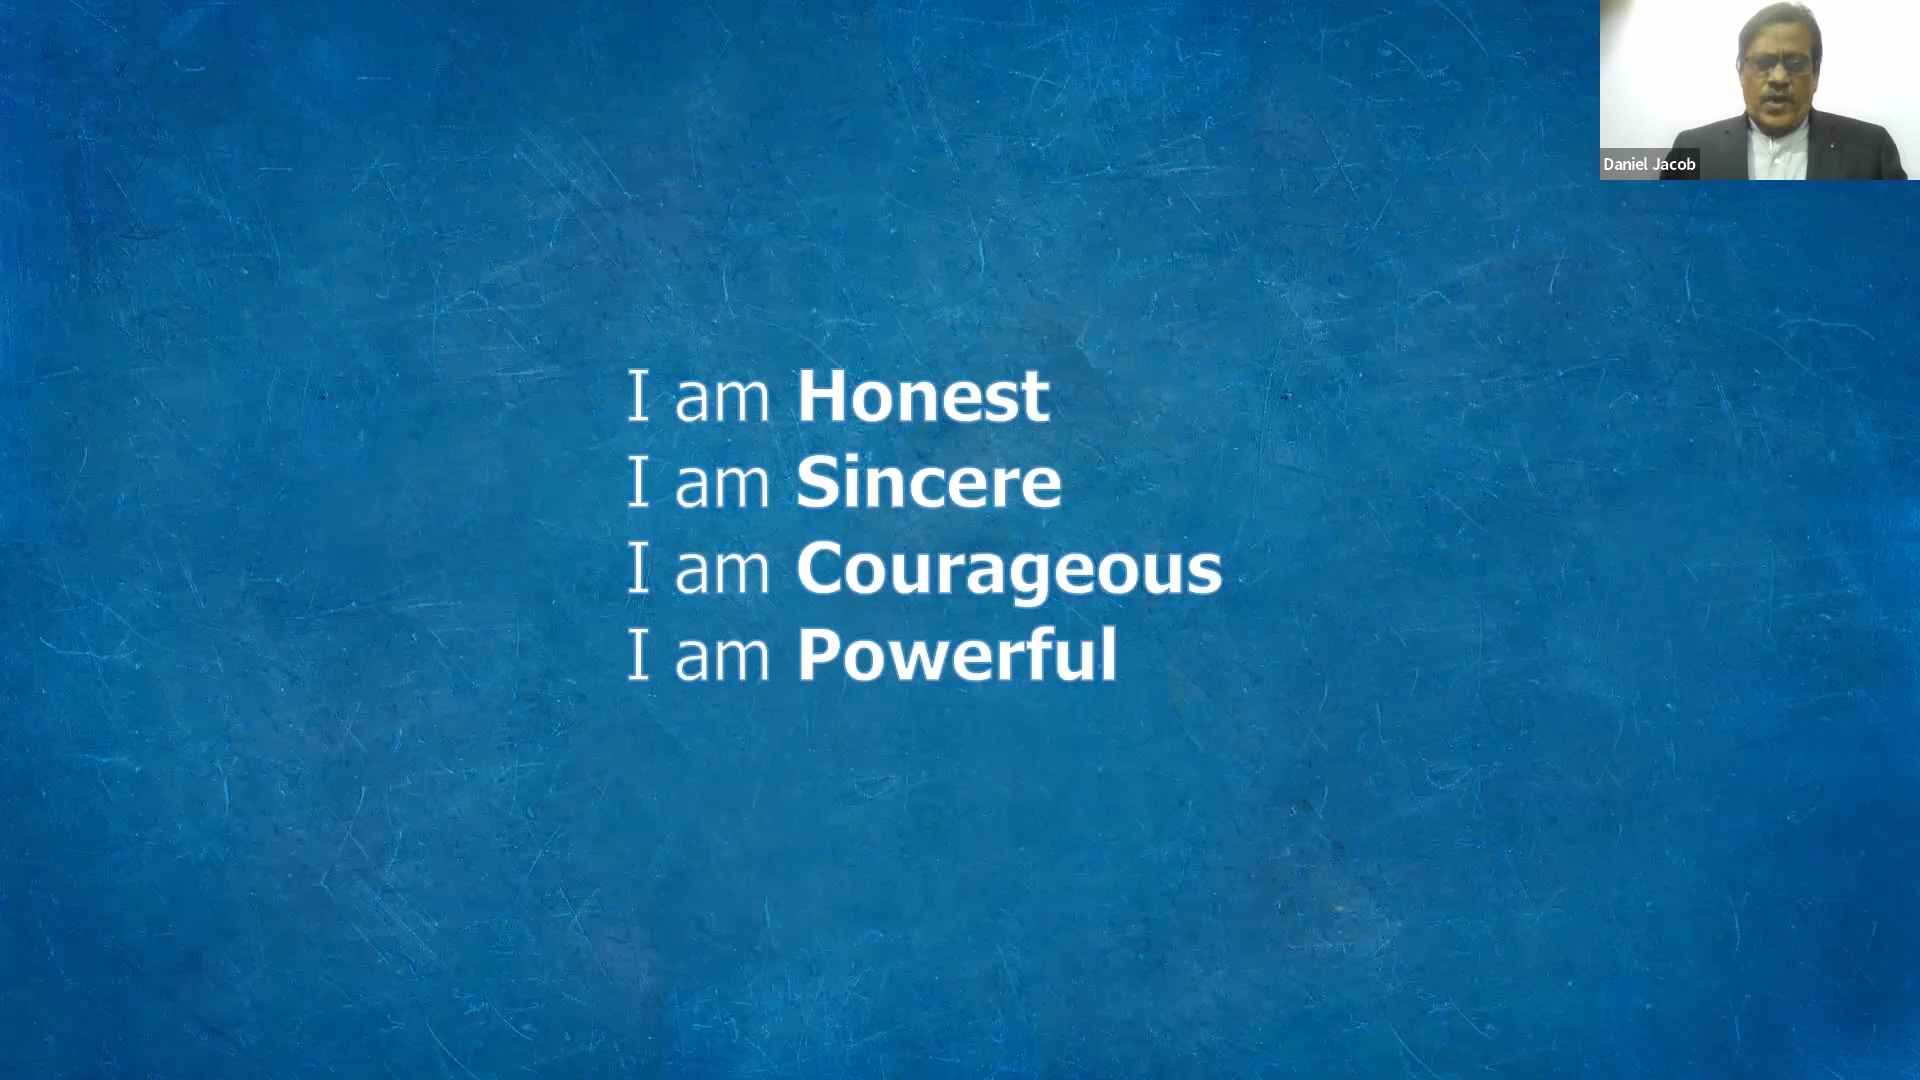 Daniel Jacob
I am Honest
I am Sincere
I am Courageous
I am Powerful